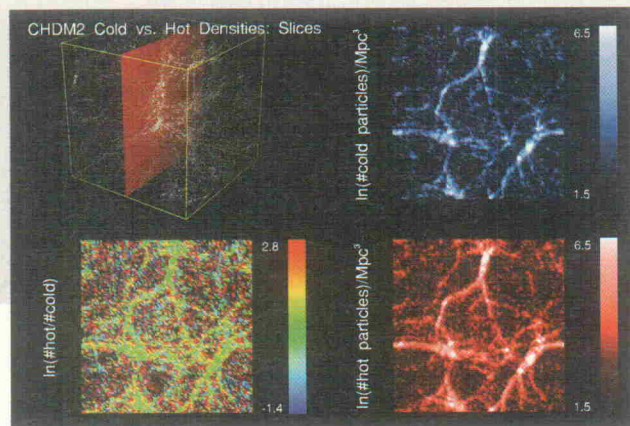 CHDM2 Cold vs. Hot Densities: Slices
ln(#cold particles)/Mpc³
6.5
1.5
ln(#hot/#cold)
2.8
-1.4
ln(#hot particles)/Mpc³
6.5
1.5